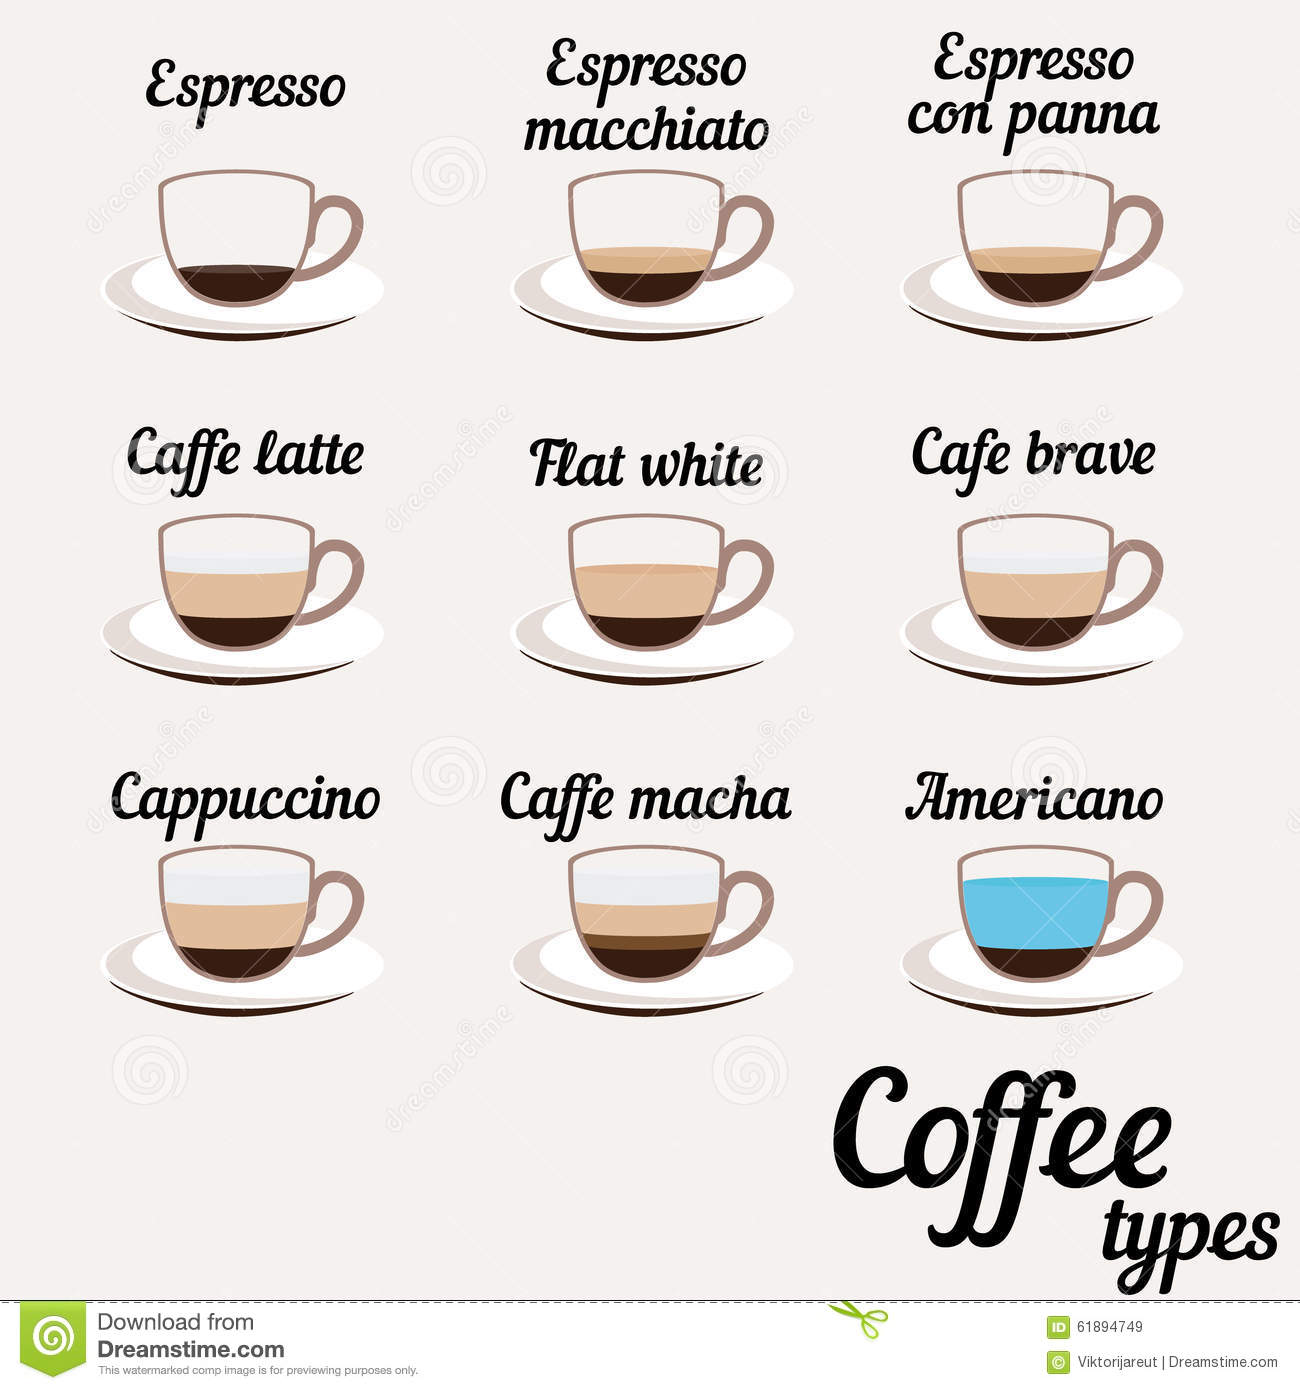 Espresso
Espresso
macchiato
Espresso
con panna
Caffe latte
Flat white
Cafe brave
Cappuccino
Caffe macha
Americano
Coffee
types
dreamstime
Download from
Dreamstime.com
This watermarked comp image is for previewing purposes only.
ID 61894749
© Viktorijareut | Dreamstime.com